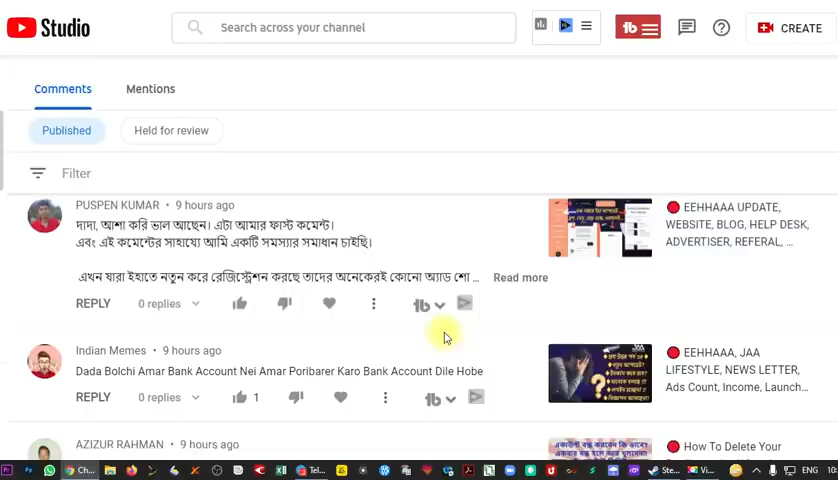 Studio
Search across your channel
CREATE
Comments
Mentions
Published
Held for review
Filter
PUSPEN KUMAR • 9 hours ago
দাদা, আশা করি ভাল আছেন। এটা আমার ফাস্ট কমেন্ট।
এবং এই কমেন্টের সাহায্যে আমি একটি সমস্যার সমাধান চাইছি।
এখন যারা ইহাতে নতুন করে রেজিস্ট্রেশন করছে তাদের অনেকেরই কোনো অ্যাড শো ...
Read more
REPLY 0 replies
EEHHAAA UPDATE,
WEBSITE, BLOG, HELP DESK,
ADVERTISER, REFERAL, ...
Indian Memes • 9 hours ago
Dada Bolchi Amar Bank Account Nei Amar Poribarer Karo Bank Account Dile Hobe
REPLY 0 replies 1
EEHHAAA, JAA
LIFESTYLE, NEWS LETTER,
Ads Count, Income, Launch...
AZIZUR RAHMAN • 9 hours ago
How To Delete Your
Ch...
Tel...
Ste...
Vi...
ENG